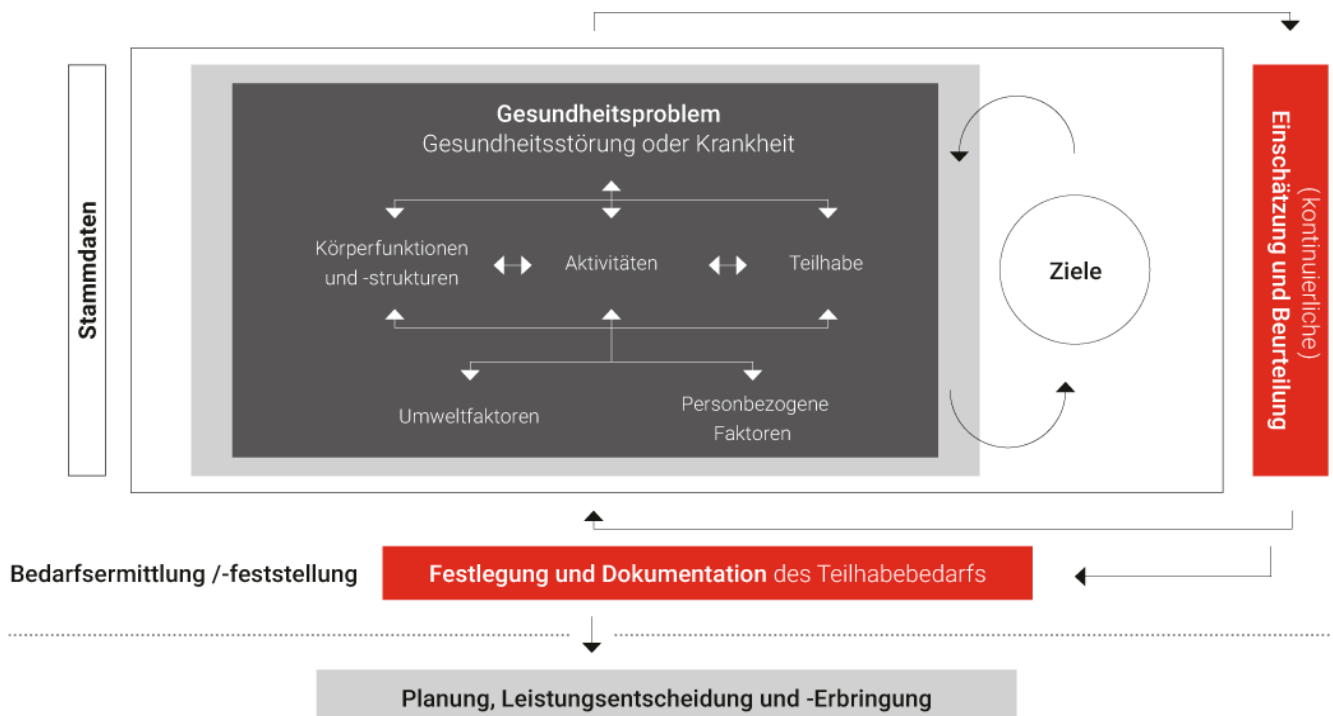 Stammdaten
Gesundheitsproblem
Gesundheitsstörung oder Krankheit
Körperfunktionen
und -strukturen
Aktivitäten
Teilhabe
Umweltfaktoren
Personbezogene
Faktoren
Ziele
(kontinuierliche)
Einschätzung und Beurteilung
Bedarfsermittlung /-feststellung
Festlegung und Dokumentation des Teilhabebedarfs
Planung, Leistungsentscheidung und -Erbringung